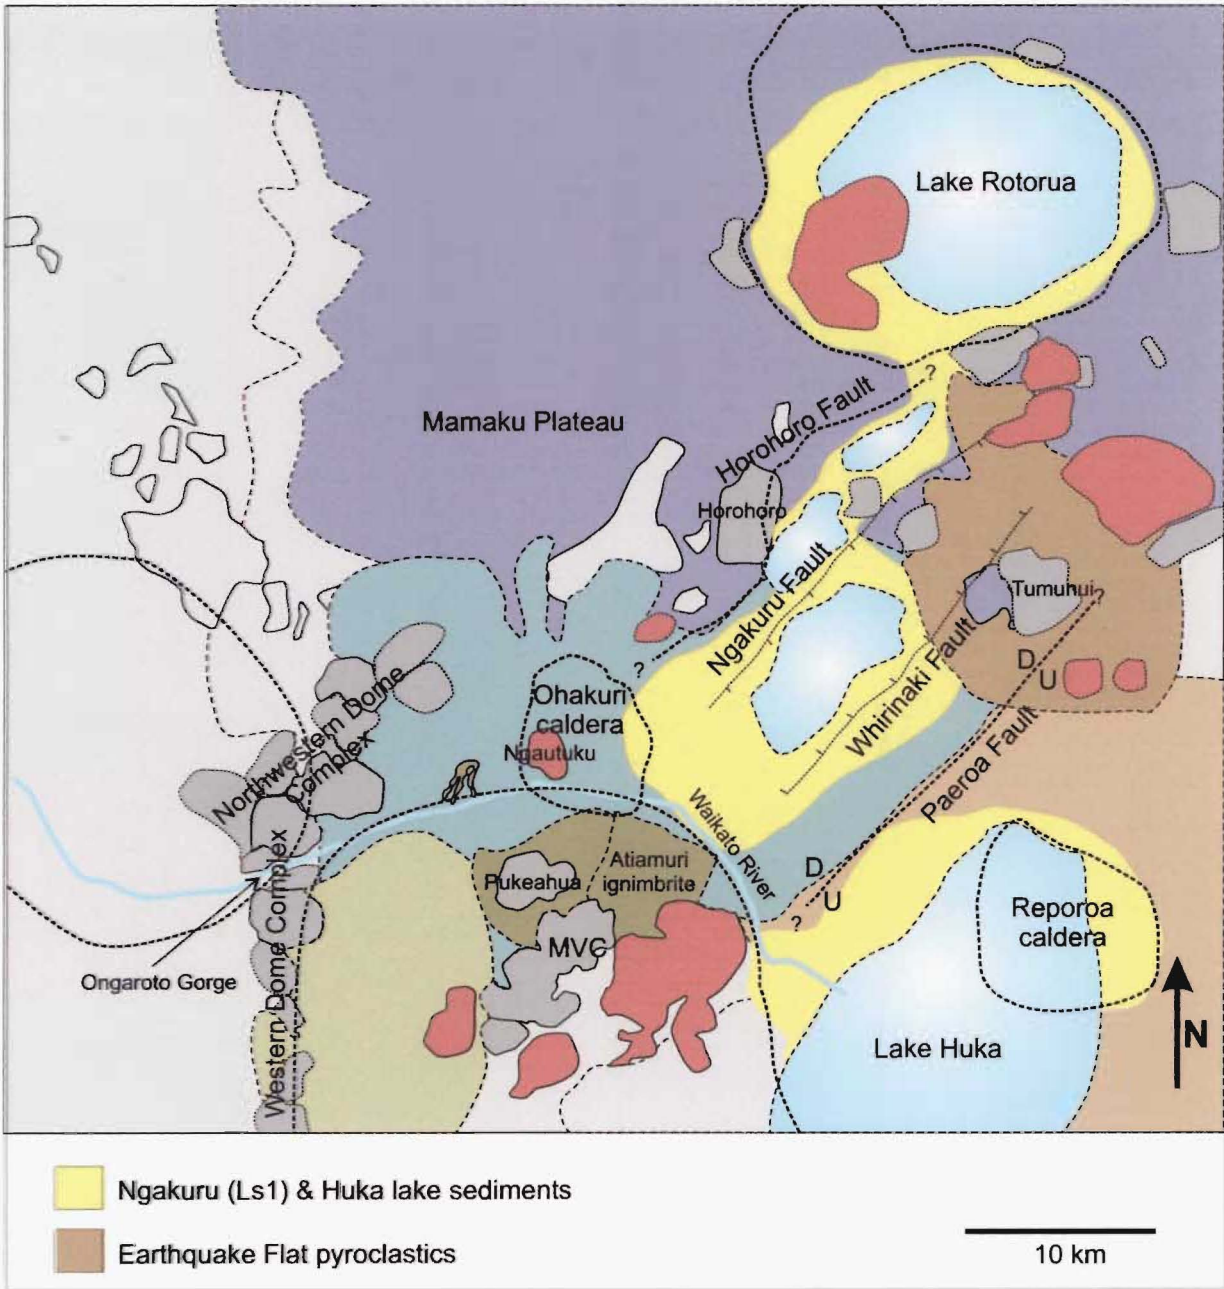 Lake Rotorua
?
Horohoro Fault
Mamaku Plateau
Horohoro
Tumuhui
?
Ngakuru Fault
Whirinaki Fault
D
U
?
Ohakuri
caldera
Ngautuku
Northwestern Dome
complex
Paeroa Fault
Waikato River
Pukeahua
Atiamuri
ignimbrite
D
U
?
Reporoa
caldera
MVC
Western Dome Complex
Ongaroto Gorge
Lake Huka
N
Ngakuru (Ls1) & Huka lake sediments
Earthquake Flat pyroclastics
10 km